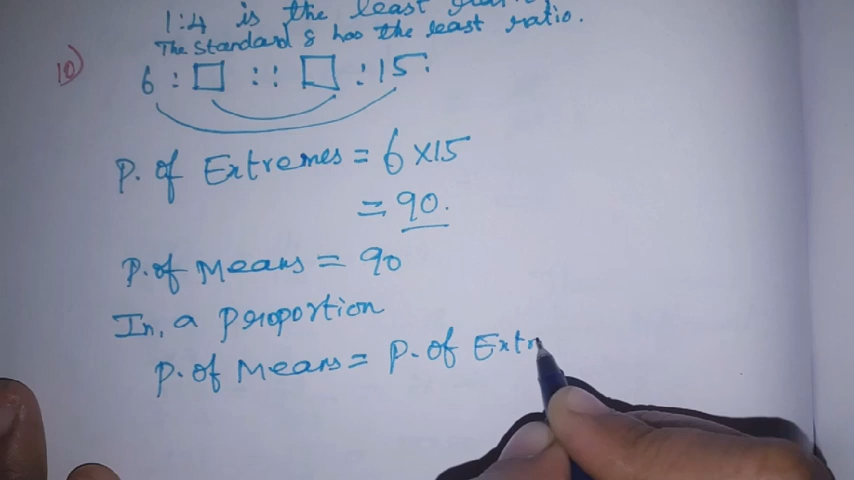 1:4 is the least
The Standard 8 has the least ratio.
10)
6 : □ :: □ : 15.
P. of Extremes = 6 × 15
= 90.
P. of Means = 90
In, a proportion
P. of Means = P. of Extr